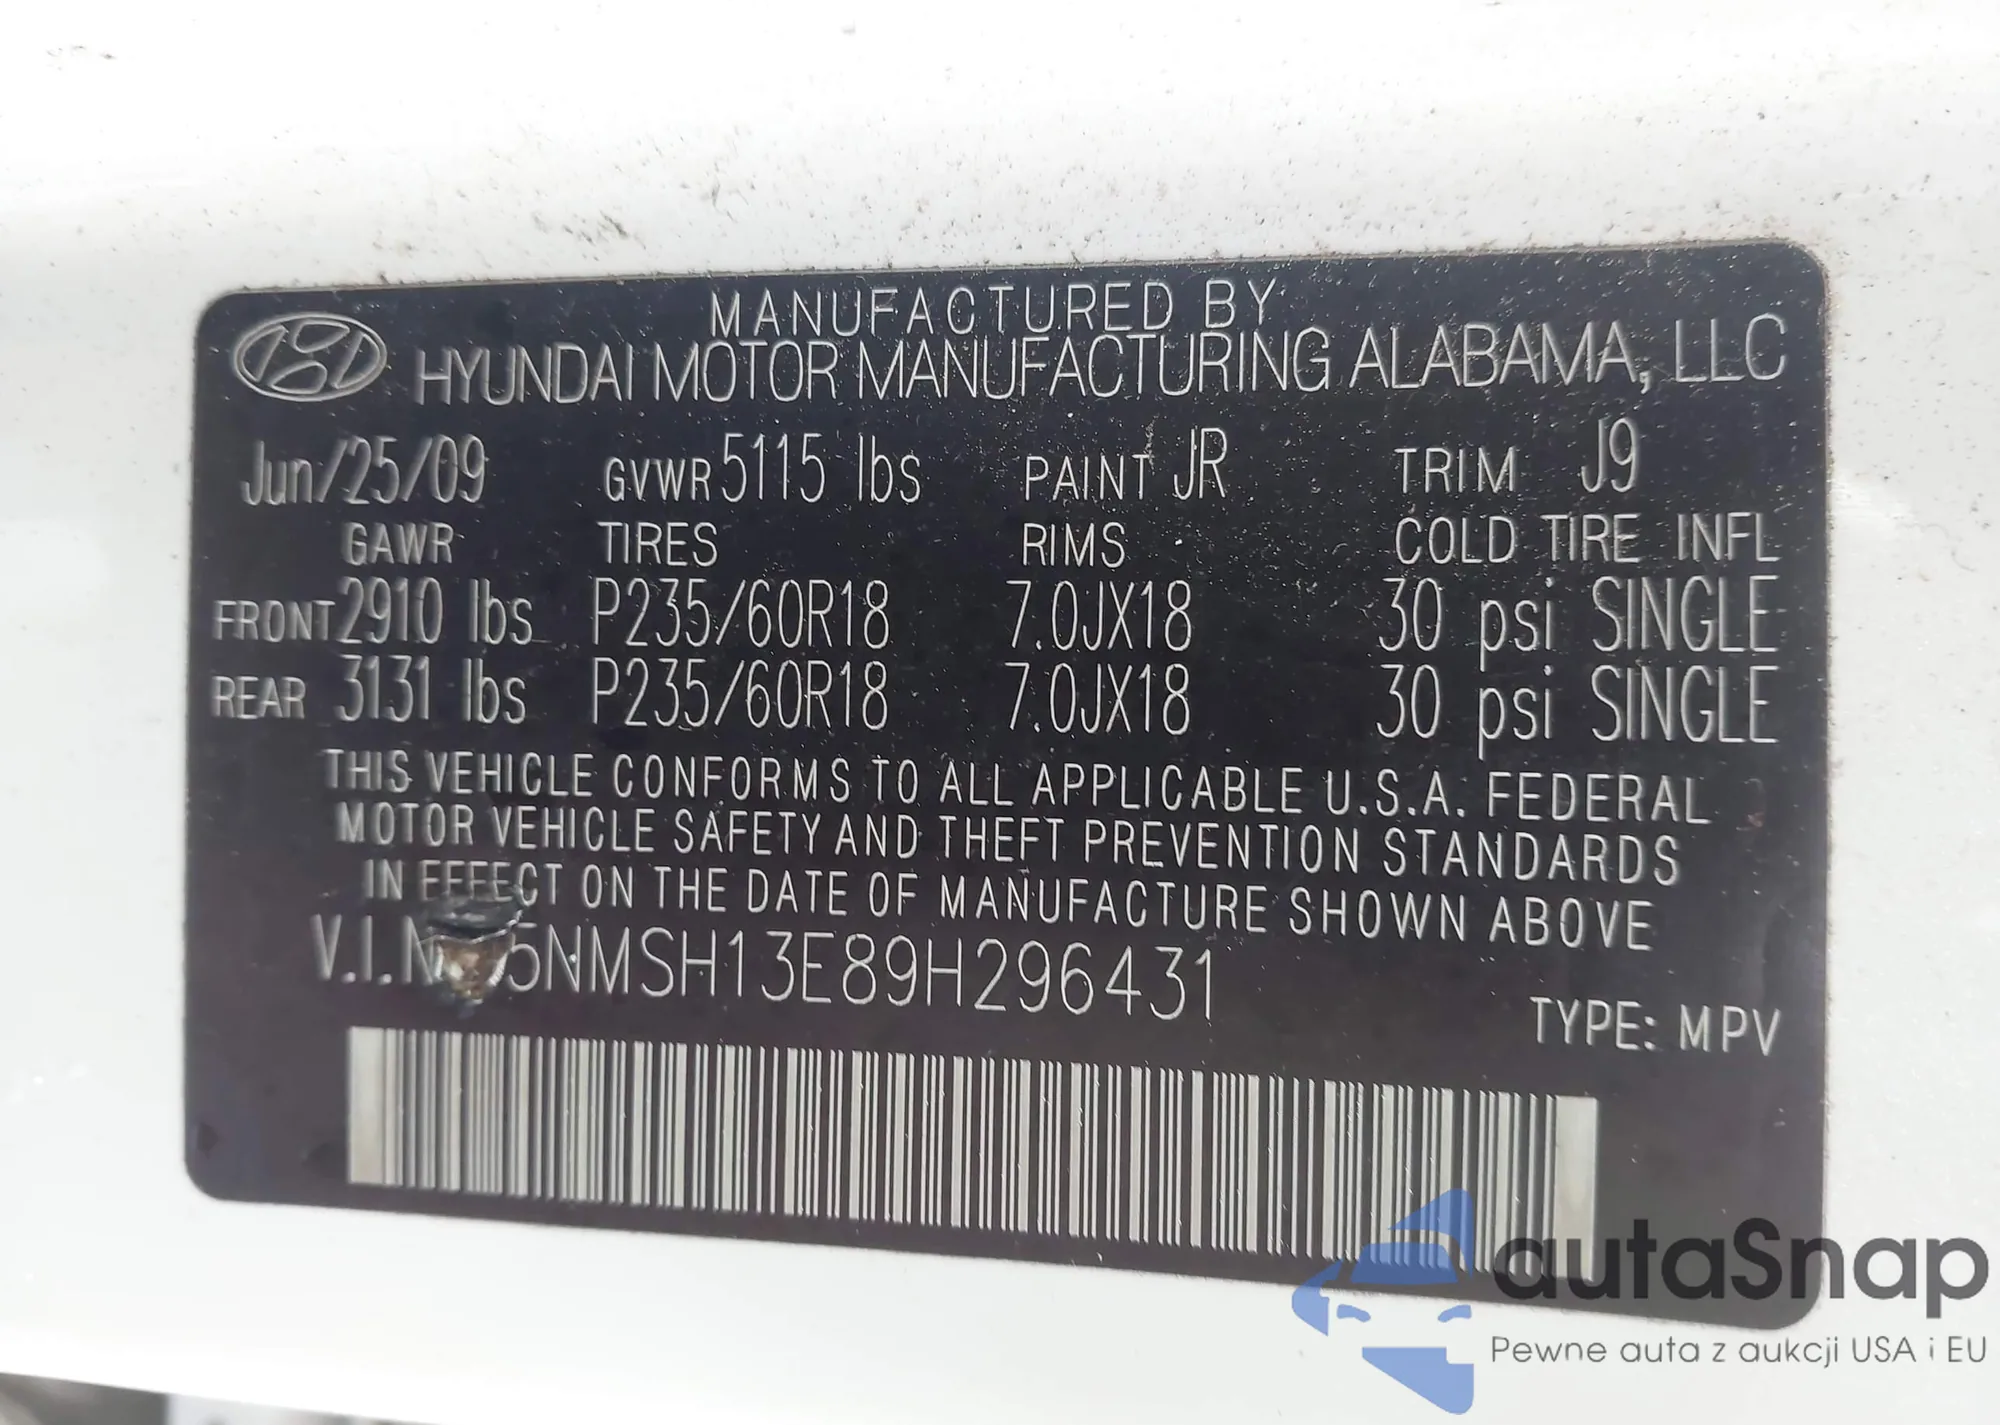 MANUFACTURED BY
HYUNDAI MOTOR MANUFACTURING ALABAMA, LLC
Jun/25/09 GVWR 5115 lbs PAINT JR TRIM J9
GAWR TIRES RIMS COLD TIRE INFL
FRONT 2910 lbs P235/60R18 7.0JX18 30 psi SINGLE
REAR 3131 lbs P235/60R18 7.0JX18 30 psi SINGLE
THIS VEHICLE CONFORMS TO ALL APPLICABLE U.S.A. FEDERAL
MOTOR VEHICLE SAFETY AND THEFT PREVENTION STANDARDS
IN EFFECT ON THE DATE OF MANUFACTURE SHOWN ABOVE
V.I.N 5NMSH13E89H296431
TYPE: MPV
autaSnap
Pewne auta z aukcji USA i EU